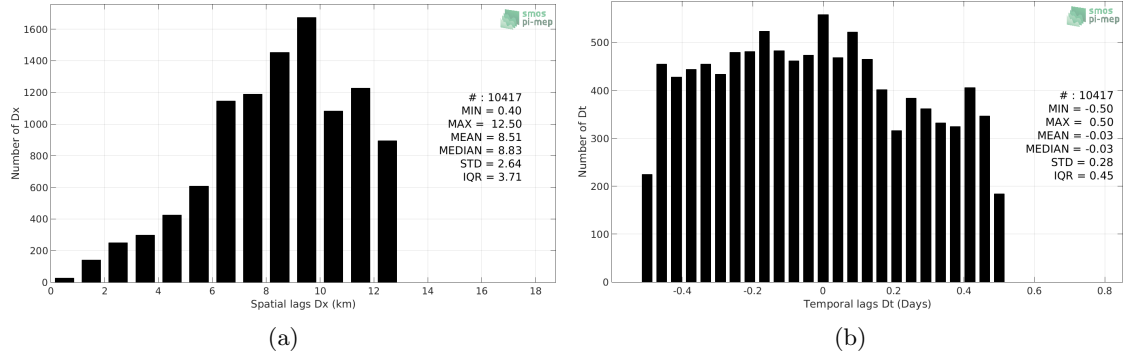 smos
pi-mep
1600
1400
1200
1000
800
600
400
200
0
Number of Dx
# : 10417
MIN = 0.40
MAX = 12.50
MEAN = 8.51
MEDIAN = 8.83
STD = 2.64
IQR = 3.71
0 2 4 6 8 10 12 14 16 18
Spatial lags Dx (km)
(a)
smos
pi-mep
500
400
300
200
100
0
Number of Dt
# : 10417
MIN = -0.50
MAX = 0.50
MEAN = -0.03
MEDIAN = -0.03
STD = 0.28
IQR = 0.45
-0.4 -0.2 0 0.2 0.4 0.6 0.8
Temporal lags Dt (Days)
(b)